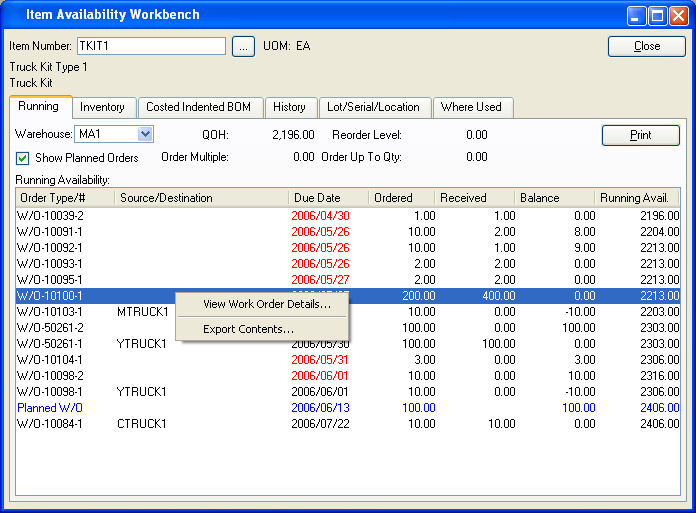 Item Availability Workbench
Item Number: TKIT1 ... UOM: EA Close
Truck Kit Type 1
Truck Kit
Running Inventory Costed Indented BOM History Lot/Serial/Location Where Used
Warehouse: MA1 QOH: 2,196.00 Reorder Level: 0.00 Print
Show Planned Orders Order Multiple: 0.00 Order Up To Qty: 0.00
Running Availability:
Order Type/# Source/Destination Due Date Ordered Received Balance Running Avail.
W/O-10039-2 2006/04/30 1.00 1.00 0.00 2196.00
W/O-10091-1 2006/05/26 10.00 2.00 8.00 2204.00
W/O-10092-1 2006/05/26 10.00 1.00 9.00 2213.00
W/O-10093-1 2006/05/26 2.00 2.00 0.00 2213.00
W/O-10095-1 2006/05/27 2.00 2.00 0.00 2213.00
W/O-10100-1 200.00 400.00 0.00 2213.00
View Work Order Details...
W/O-10103-1 MTRUCK1 10.00 0.00 -10.00 2203.00
W/O-50261-2 100.00 0.00 100.00 2303.00
Export Contents...
W/O-50261-1 YTRUCK1 2006/05/30 100.00 100.00 0.00 2303.00
W/O-10104-1 2006/05/31 3.00 0.00 3.00 2306.00
W/O-10098-2 2006/06/01 10.00 0.00 10.00 2316.00
W/O-10098-1 YTRUCK1 2006/06/01 10.00 0.00 -10.00 2306.00
Planned W/O 2006/06/13 100.00 100.00 2406.00
W/O-10084-1 CTRUCK1 2006/07/22 10.00 10.00 0.00 2406.00